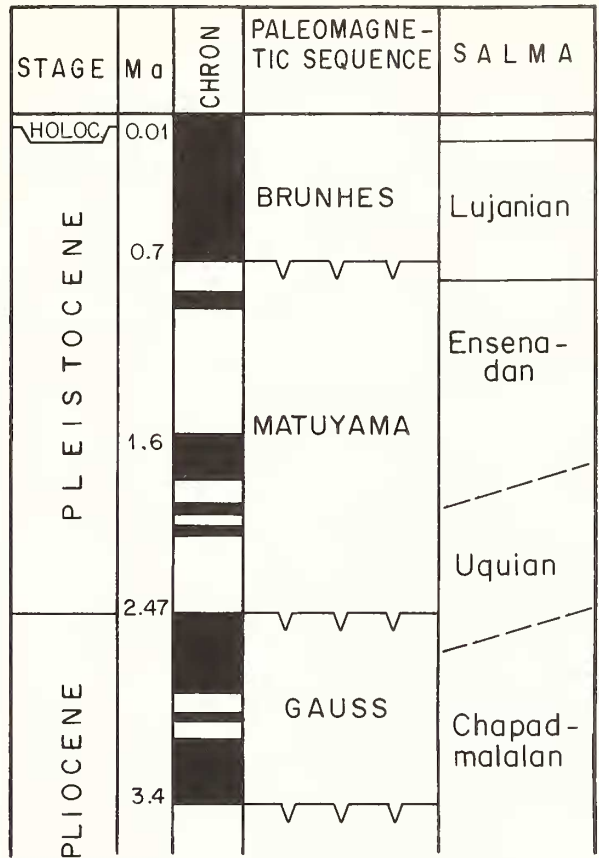 STAGE
Ma
CHRON
PALEOMAGNE-
TIC SEQUENCE
SALMA
HOLOC.
0.01
BRUNHES
Lujanian
0.7
PLEISTOCENE
Ensena-
dan
MATUYAMA
1.6
Uquian
2.47
PLIOCENE
GAUSS
Chapad-
malalan
3.4